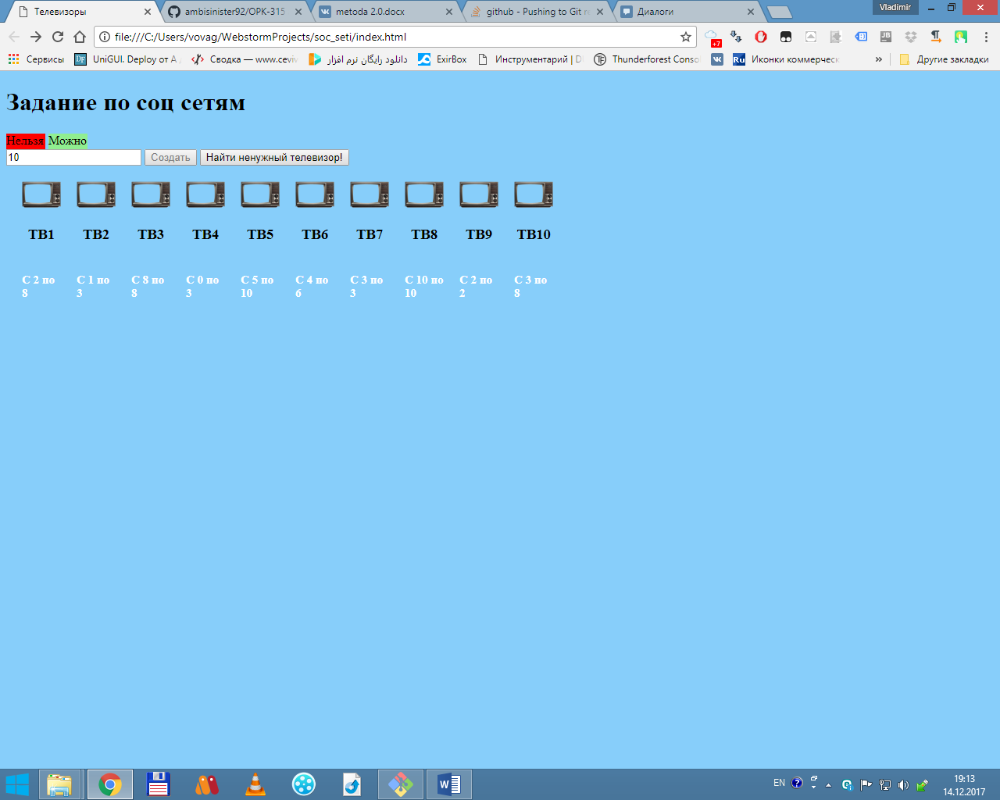 Телевизоры
ambisinister92/OPK-315
metoda 2.0.docx
github - Pushing to Git r
Диалоги
Vladimir
file:///C:/Users/vovag/WebstormProjects/soc_seti/index.html
+7
JB
Сервисы
DF
UniGUI. Deploy от А
Сводка — www.ceviv
دانلود رایگان نرم افزار
ExirBox
Инструментарий | D
Thunderforest Conso
Ru
Иконки коммерческ
»
Другие закладки
Задание по соц сетям
Нельзя Можно
10
Создать
Найти ненужный телевизор!
ТВ1 ТВ2 ТВ3 ТВ4 ТВ5 ТВ6 ТВ7 ТВ8 ТВ9 ТВ10
С 2 по С 1 по С 8 по С 0 по С 5 по С 4 по С 3 по С 10 по С 2 по С 3 по
8 3 8 3 10 6 3 10 2 8
EN
19:13
14.12.2017